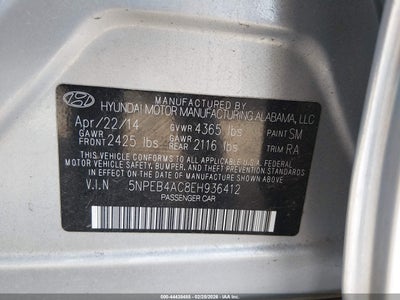 MANUFACTURED BY
HYUNDAI MOTOR MANUFACTURING ALABAMA, LLC
Apr/22/14 GVWR 4365 lbs PAINT SM
GAWR FRONT 2425 lbs GAWR REAR 2116 lbs TRIM RA
THIS VEHICLE CONFORMS TO ALL APPLICABLE U.S.A. FEDERAL
MOTOR VEHICLE SAFETY, BUMPER, AND THEFT PREVENTION
STANDARDS IN EFFECT ON THE DATE OF MANUFACTURE SHOWN ABOVE.
V.I.N 5NPEB4AC8EH936412
PASSENGER CAR